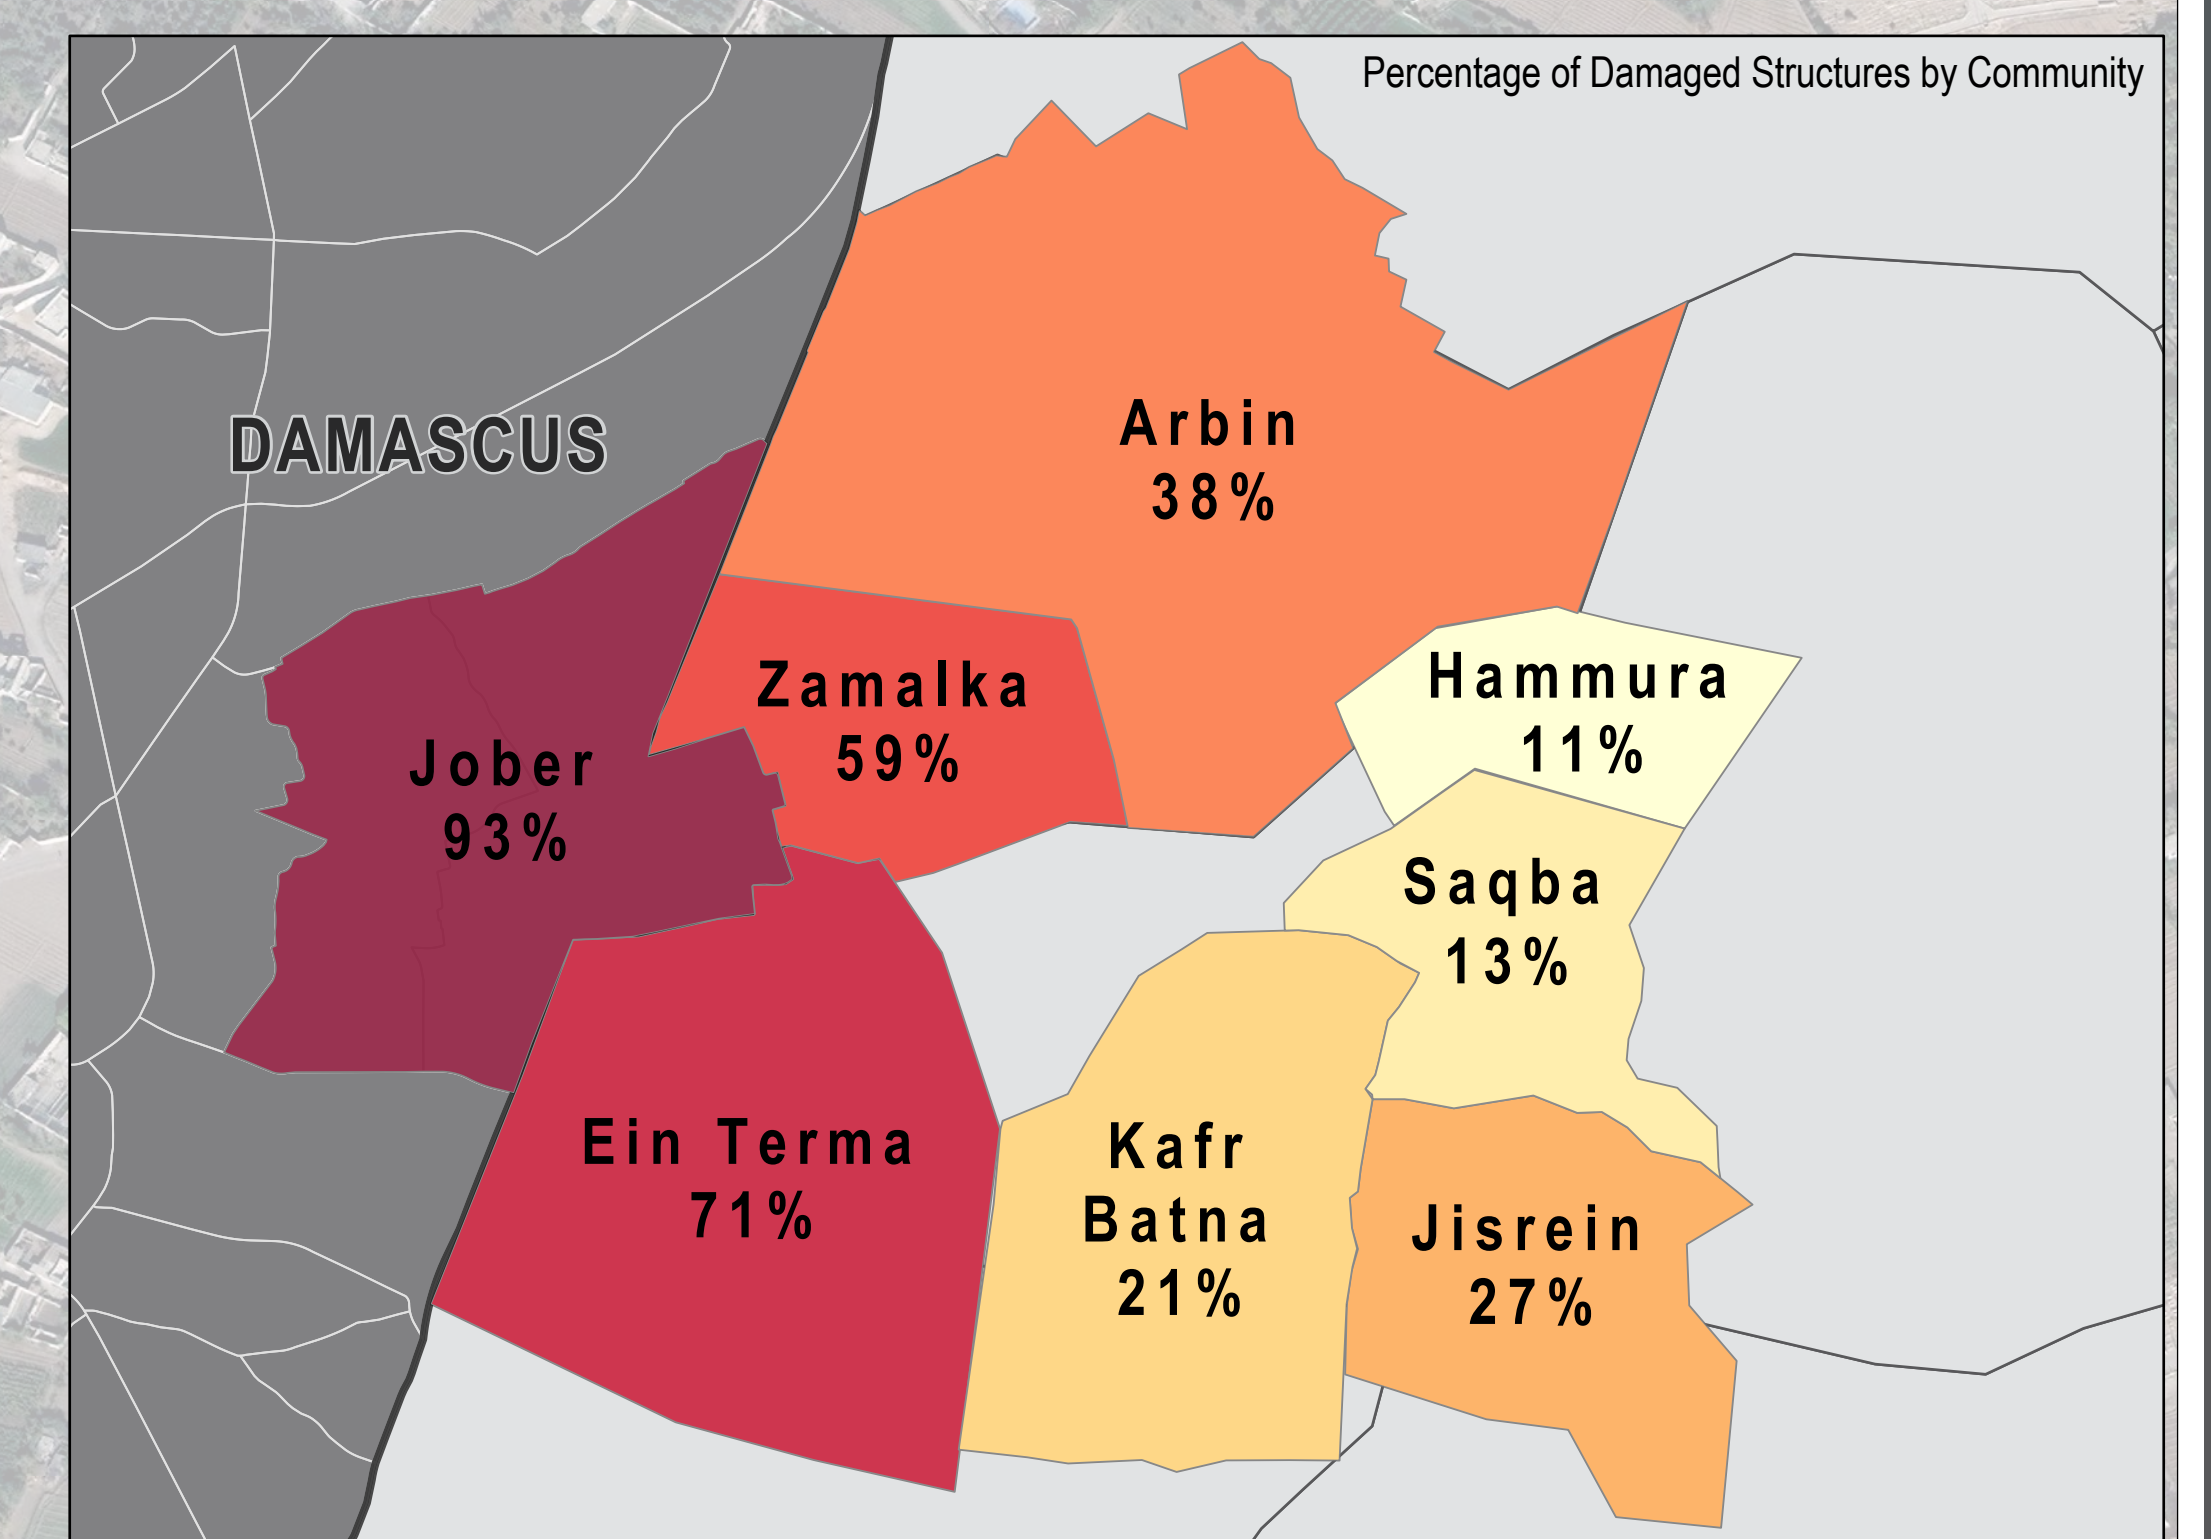 Percentage of Damaged Structures by Community
DAMASCUS
Arbin
38%
Zamalka
59%
Hammura
11%
Jober
93%
Saqba
13%
Ein Terma
71%
Kafr
Batna
21%
Jisrein
27%